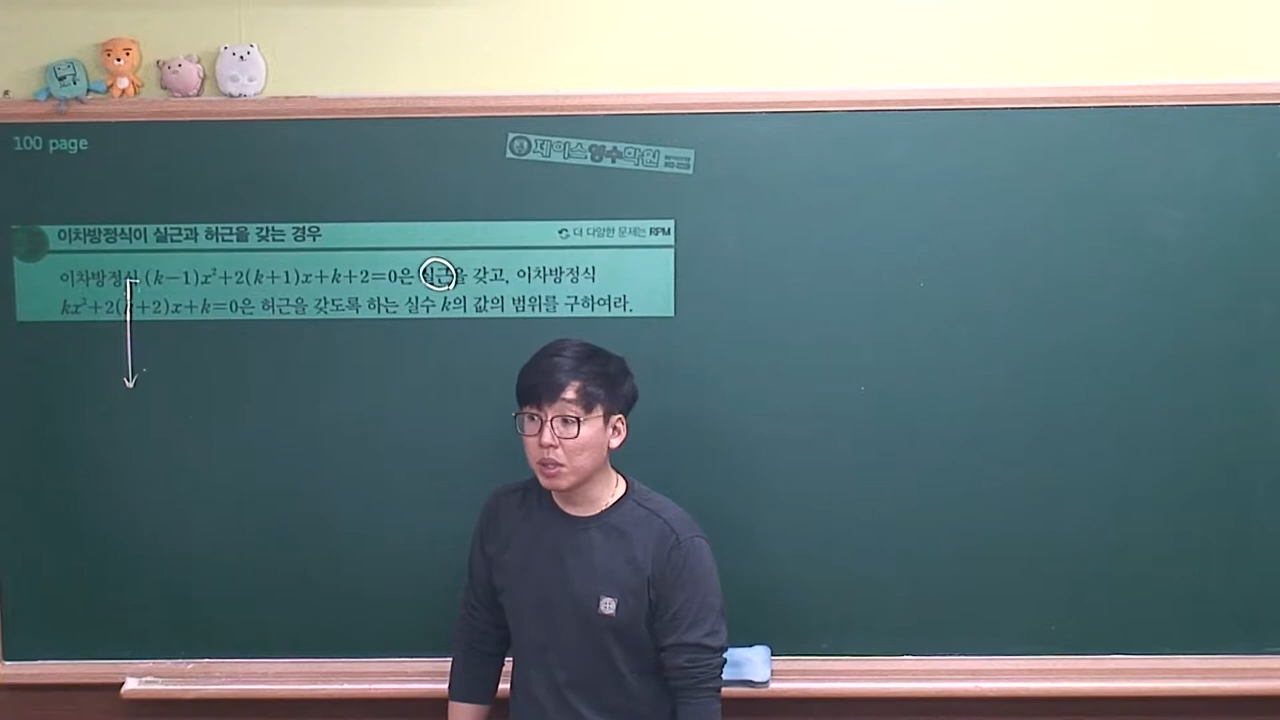 100 page
제이스영수학원
이차방정식이 실근과 허근을 갖는 경우
더 다양한 문제는 RPM
이차방정식 (k-1)x²+2(k+1)x+k+2=0은 실근을 갖고, 이차방정식
kx²+2(k+2)x+k=0은 허근을 갖도록 하는 실수 k의 값의 범위를 구하여라.